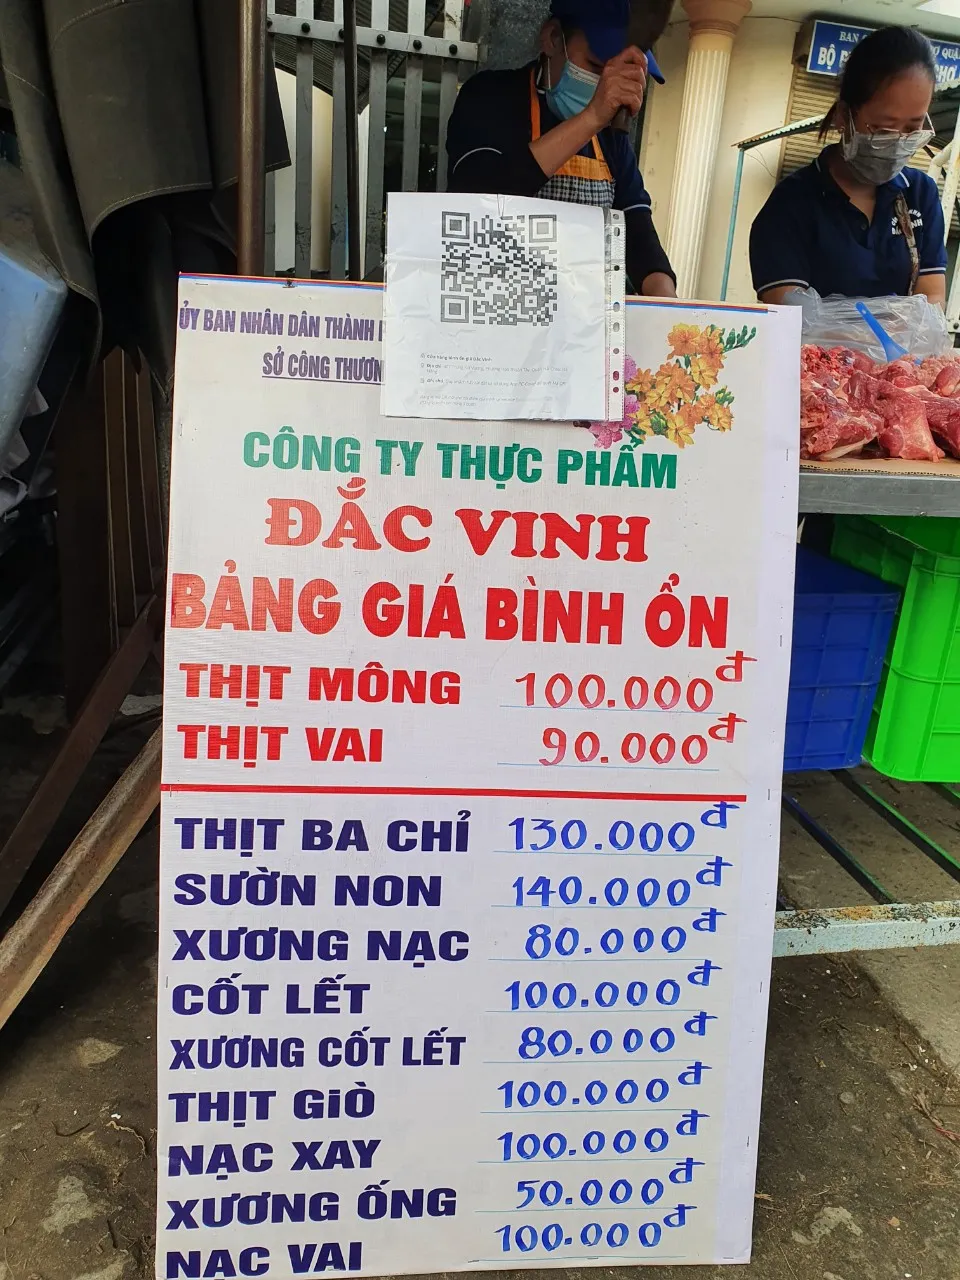 BAN
BỘ
ỦY BAN NHÂN DÂN THÀNH
SỞ CÔNG THƯƠN
CÔNG TY THỰC PHẨM
ĐẮC VINH
BẢNG GIÁ BÌNH ỔN
THỊT MÔNG 100.000đ
THỊT VAI 90.000đ
THỊT BA CHỈ 130.000đ
SƯỜN NON 140.000đ
XƯƠNG NẠC 80.000đ
CỐT LẾT 100.000đ
XƯƠNG CỐT LẾT 80.000đ
THỊT GiÒ 100.000đ
NẠC XAY 100.000đ
XƯƠNG ỐNG 50.000đ
NẠC VAI 100.000đ